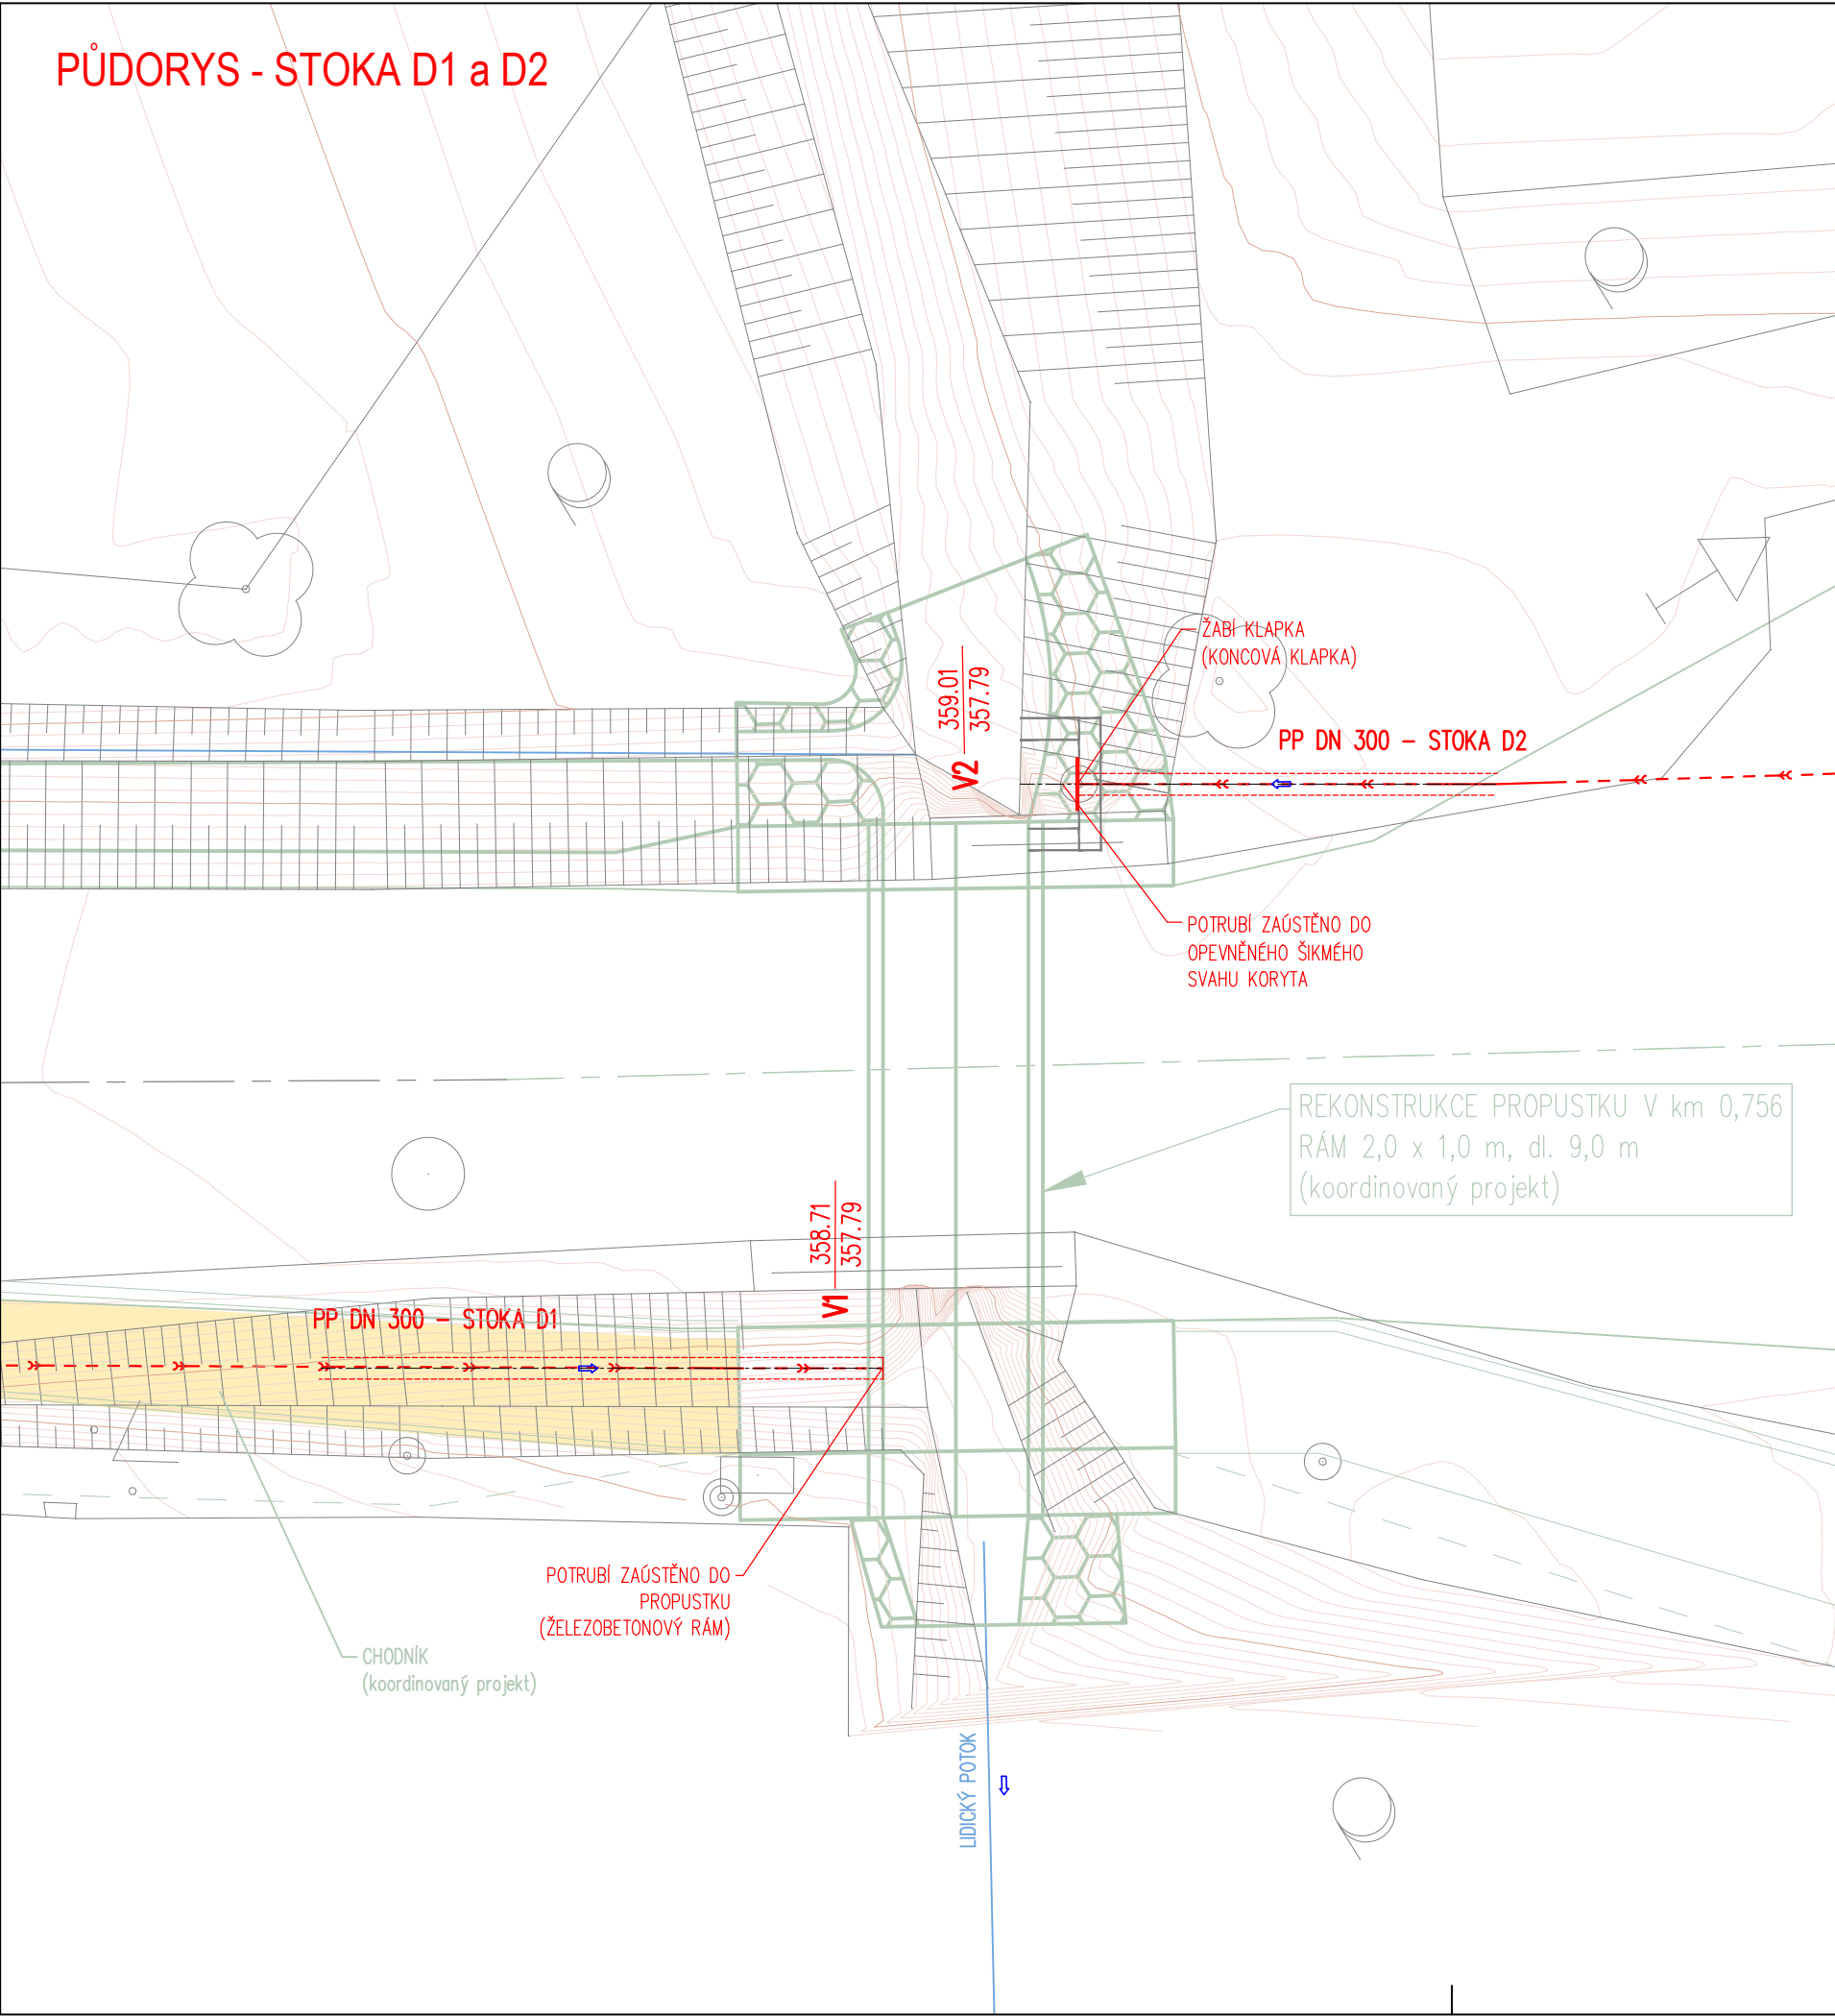 PŮDORYS - STOKA D1 a D2
ŽABÍ KLAPKA
(KONCOVÁ KLAPKA)
359.01
357.79
V2
PP DN 300 – STOKA D2
POTRUBÍ ZAÚSTĚNO DO
OPEVNĚNÉHO ŠIKMÉHO
SVAHU KORYTA
REKONSTRUKCE PROPUSTKU V km 0,756
RÁM 2,0 x 1,0 m, dl. 9,0 m
(koordinovaný projekt)
358.71
357.79
V1
PP DN 300 – STOKA D1
POTRUBÍ ZAÚSTĚNO DO
PROPUSTKU
(ŽELEZOBETONOVÝ RÁM)
CHODNÍK
(koordinovaný projekt)
LIDICKÝ POTOK